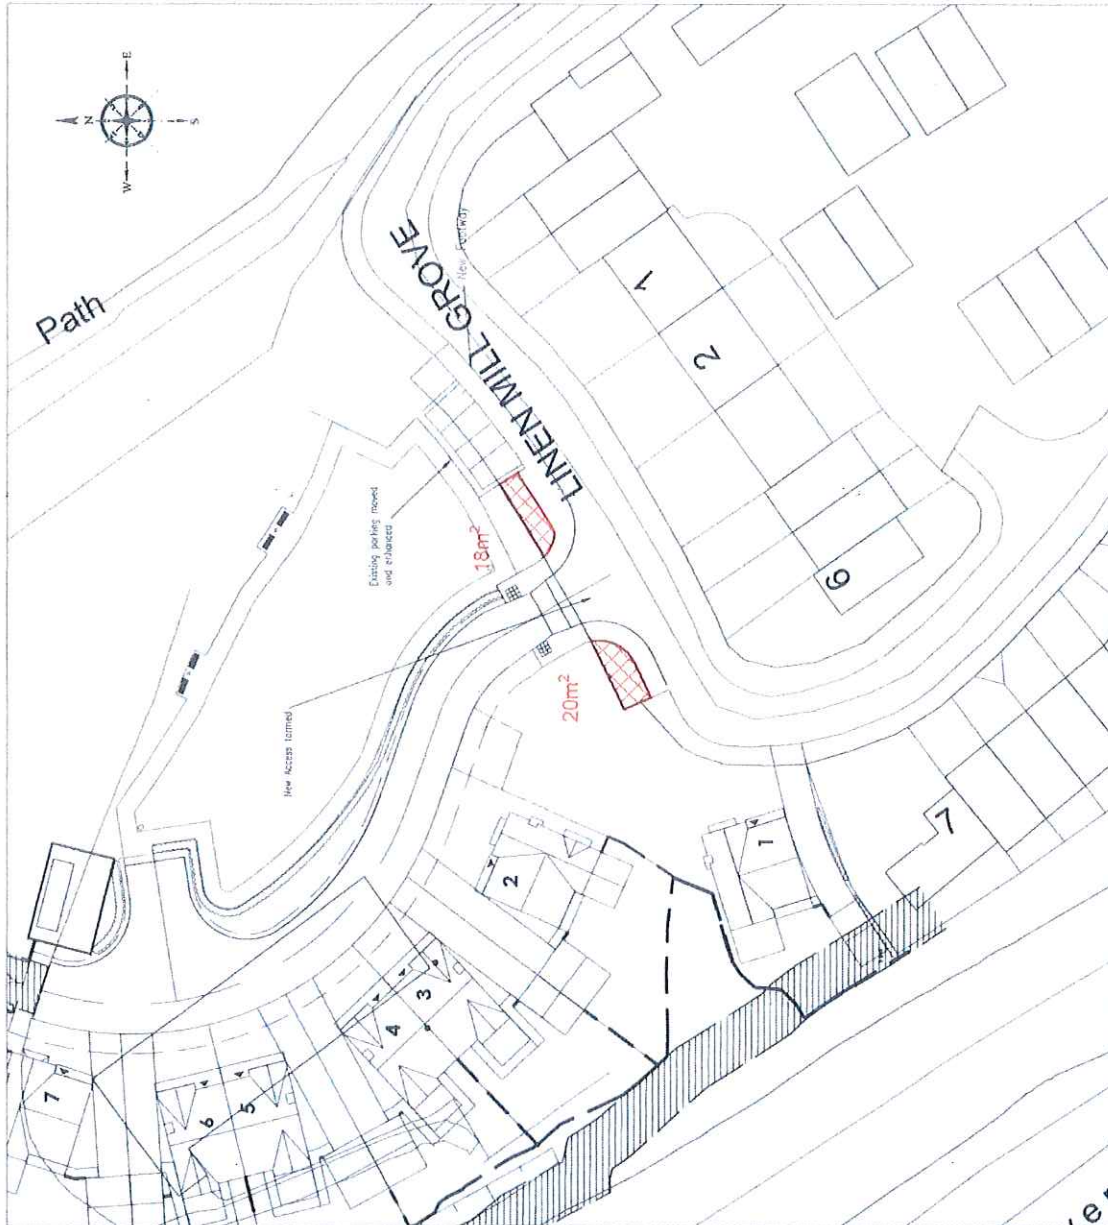 N
E
W
S
Path
LINEN MILL GROVE
New Footway
Existing parking moved
and enhanced
18m²
20m²
New Access formed
1
2
6
7
1
2
3
4
5
6
7